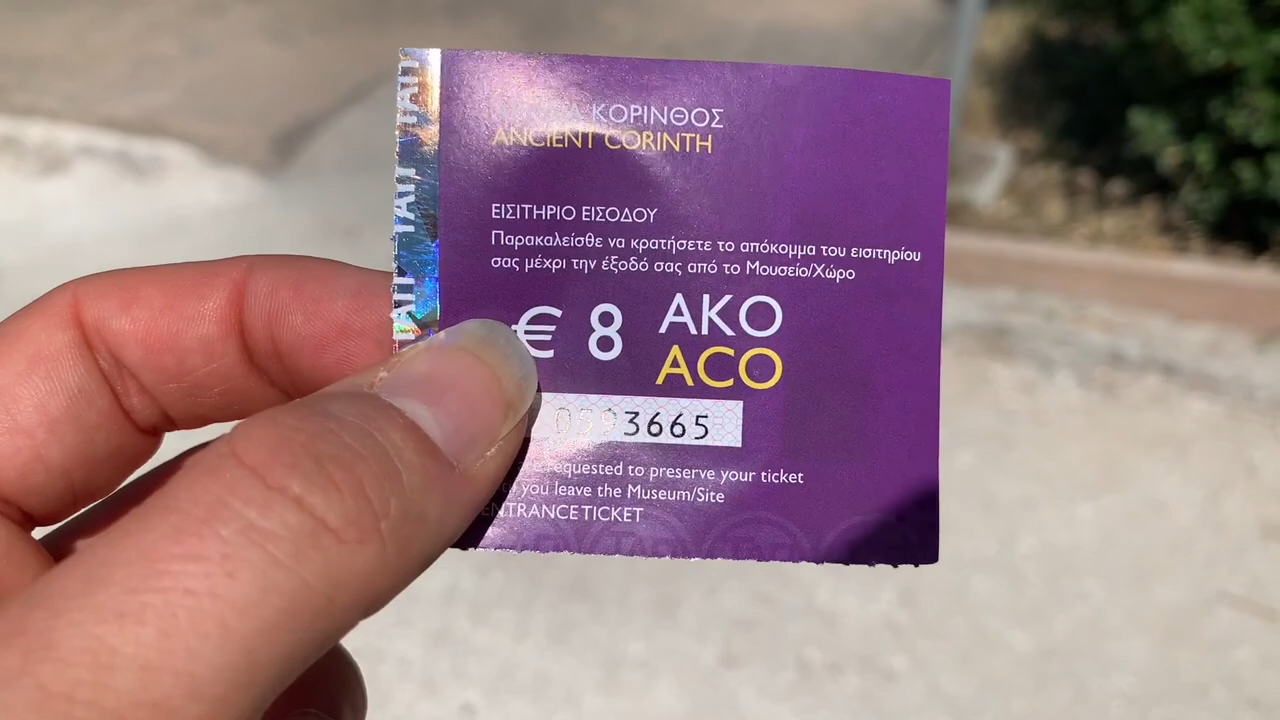 ΚΟΡΙΝΘΟΣ
ANCIENT CORINTH
ΕΙΣΙΤΗΡΙΟ ΕΙΣΟΔΟΥ
Παρακαλείσθε να κρατήσετε το απόκομμα του εισιτηρίου
σας μέχρι την έξοδό σας από το Μουσείο/Χώρο
€ 8
ΑΚΟ
ACO
0593665
requested to preserve your ticket
you leave the Museum/Site
ENTRANCE TICKET